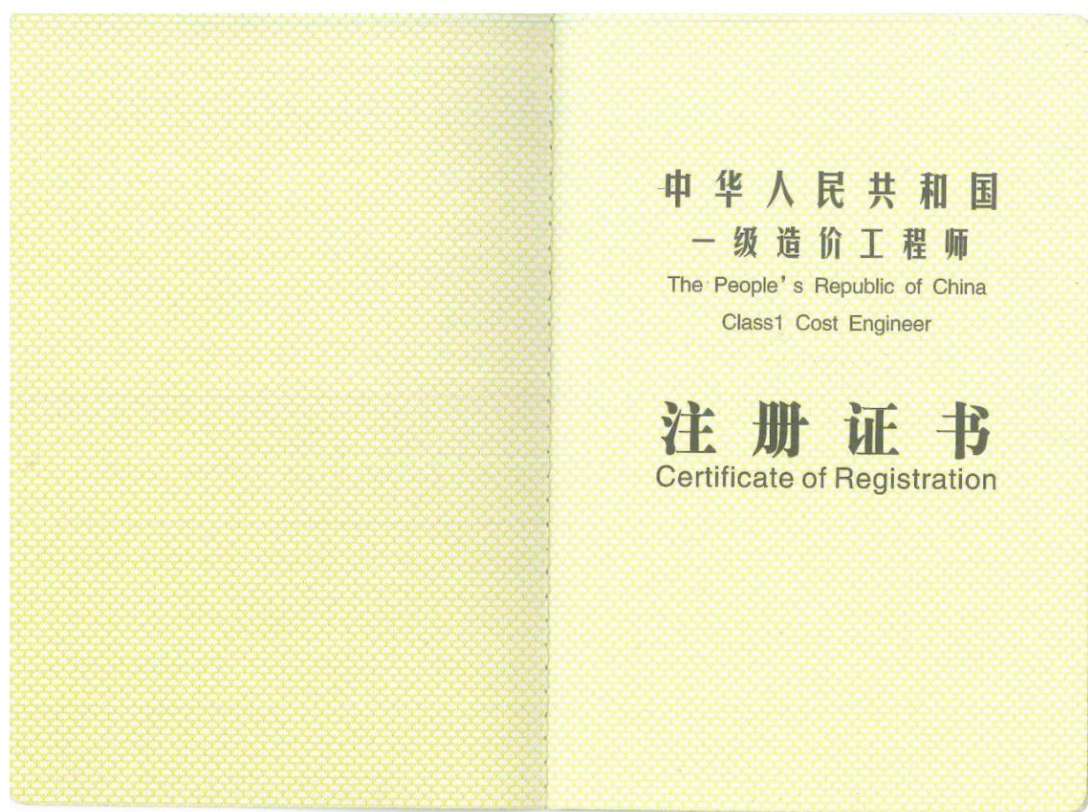 中华人民共和国
一级造价工程师
The People's Republic of China
Class1 Cost Engineer
注册证书
Certificate of Registration